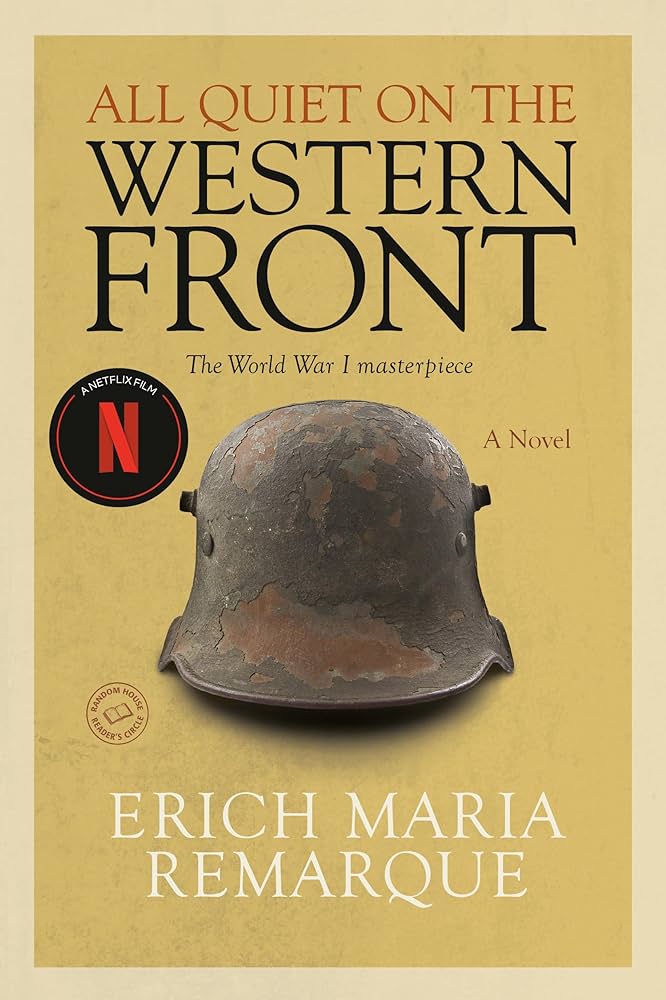 ALL QUIET ON THE
WESTERN
FRONT
The World War I masterpiece
A NETFLIX FILM
N
A Novel
RANDOM HOUSE
READER'S CIRCLE
ERICH MARIA
REMARQUE